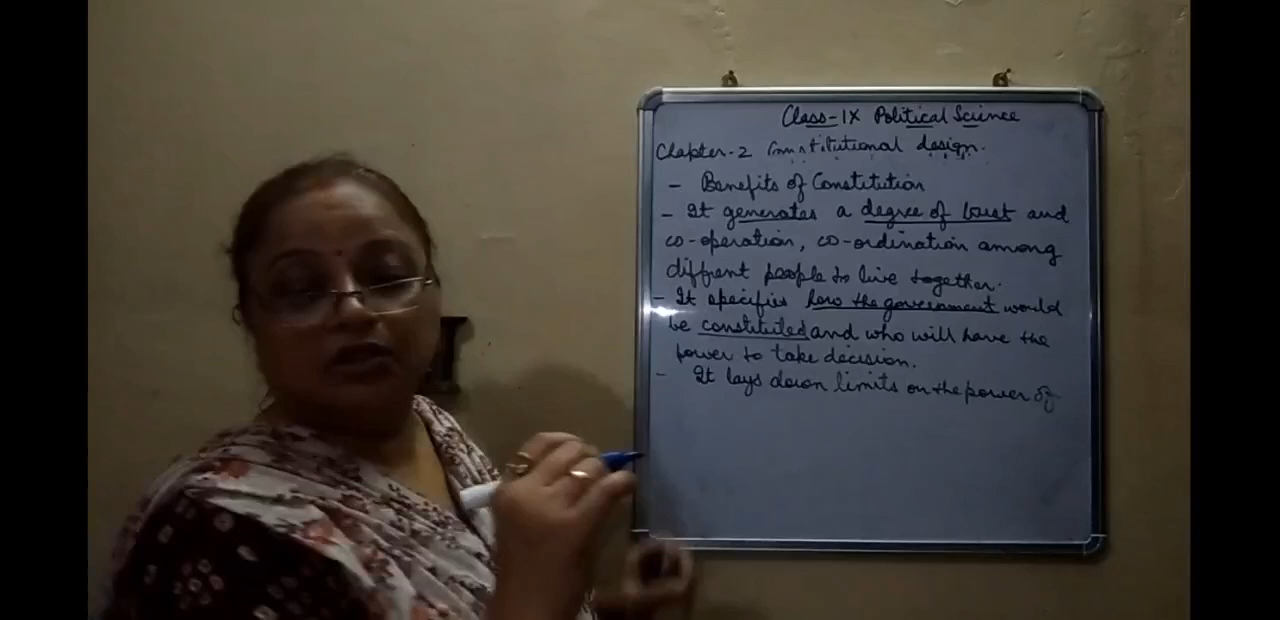 Class-IX Political Science
Chapter-2 Constitutional design.
- Benefits of Constitution
- It generates a degree of trust and
co-operation, co-ordination among
diffrent people to live together.
- It specifies how the government would
be constituted and who will have the
power to take decision.
- It lays down limits on the power of